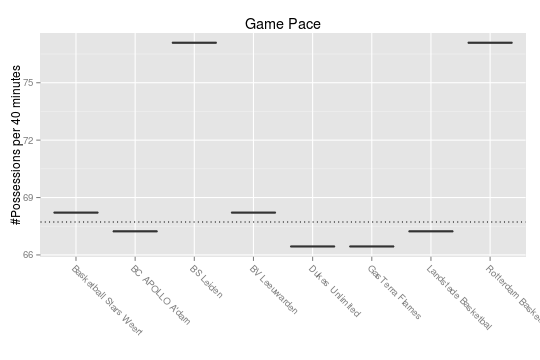 Game Pace
#Possessions per 40 minutes
75
72
69
66
Basketball Stars Weert
BC APOLLO A'dam
BS Leiden
BV Leeuwarden
Dukes Unlimited
GasTerra Flames
Landstede Basketbal
Rotterdam Basket